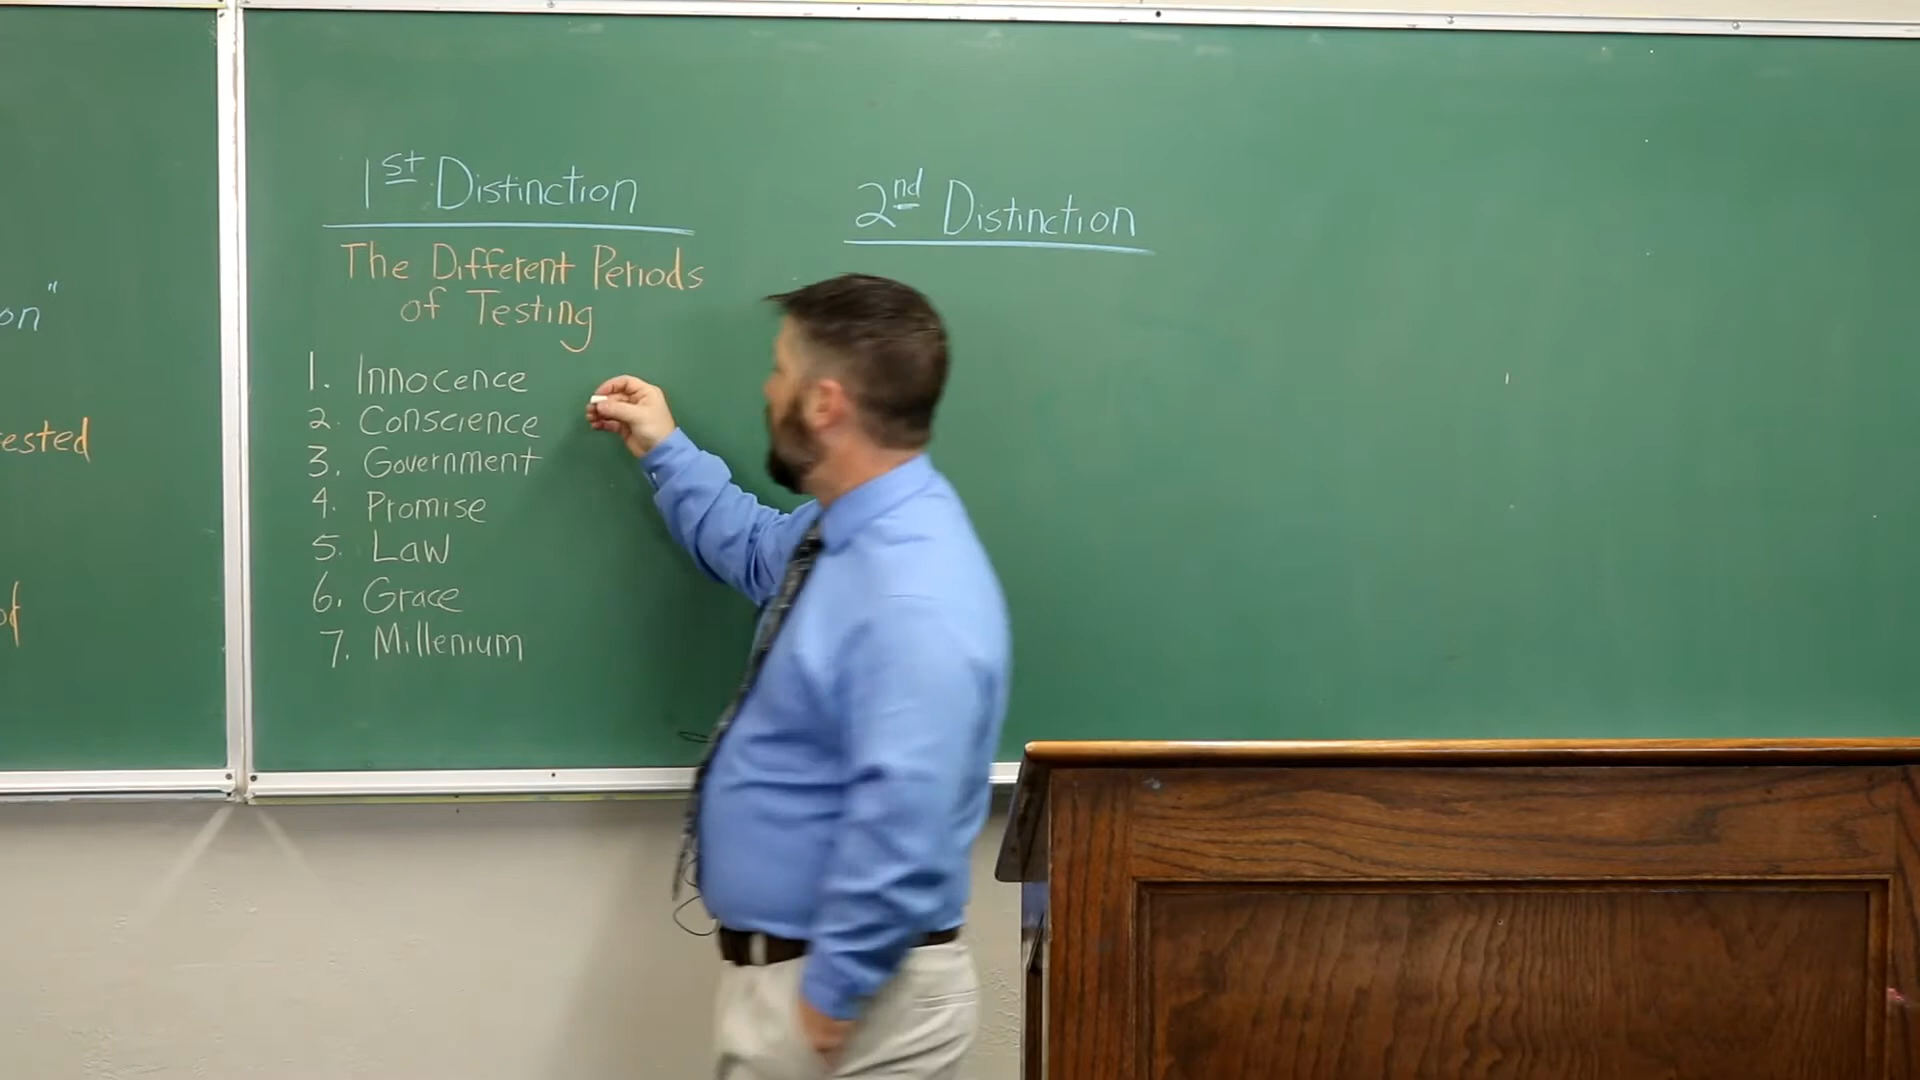 on"
ested
of
1st Distinction
The Different Periods
of Testing
1. Innocence
2. Conscience
3. Government
4. Promise
5. Law
6. Grace
7. Millenium
2nd Distinction